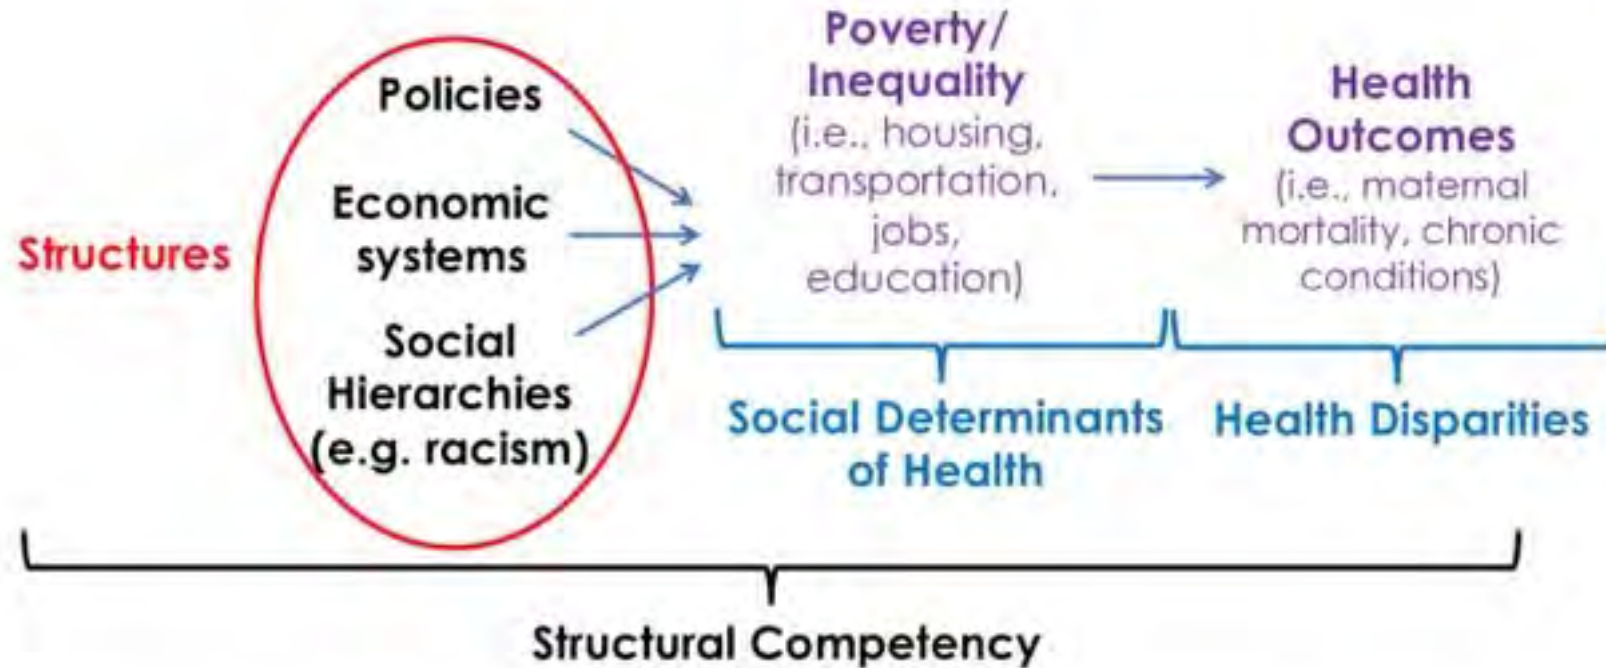 Structures
Policies
Economic
systems
Social
Hierarchies
(e.g. racism)
Poverty/
Inequality
(i.e., housing,
transportation,
jobs,
education)
Health
Outcomes
(i.e., maternal
mortality, chronic
conditions)
Social Determinants
of Health
Health Disparities
Structural Competency